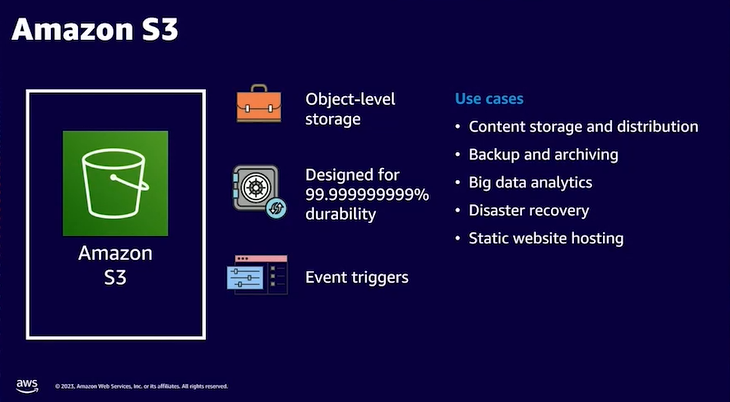 Amazon S3
Amazon
S3
Object-level
storage
Designed for
99.999999999%
durability
Event triggers
Use cases
• Content storage and distribution
• Backup and archiving
• Big data analytics
• Disaster recovery
• Static website hosting
aws
© 2023, Amazon Web Services, Inc. or its affiliates. All rights reserved.